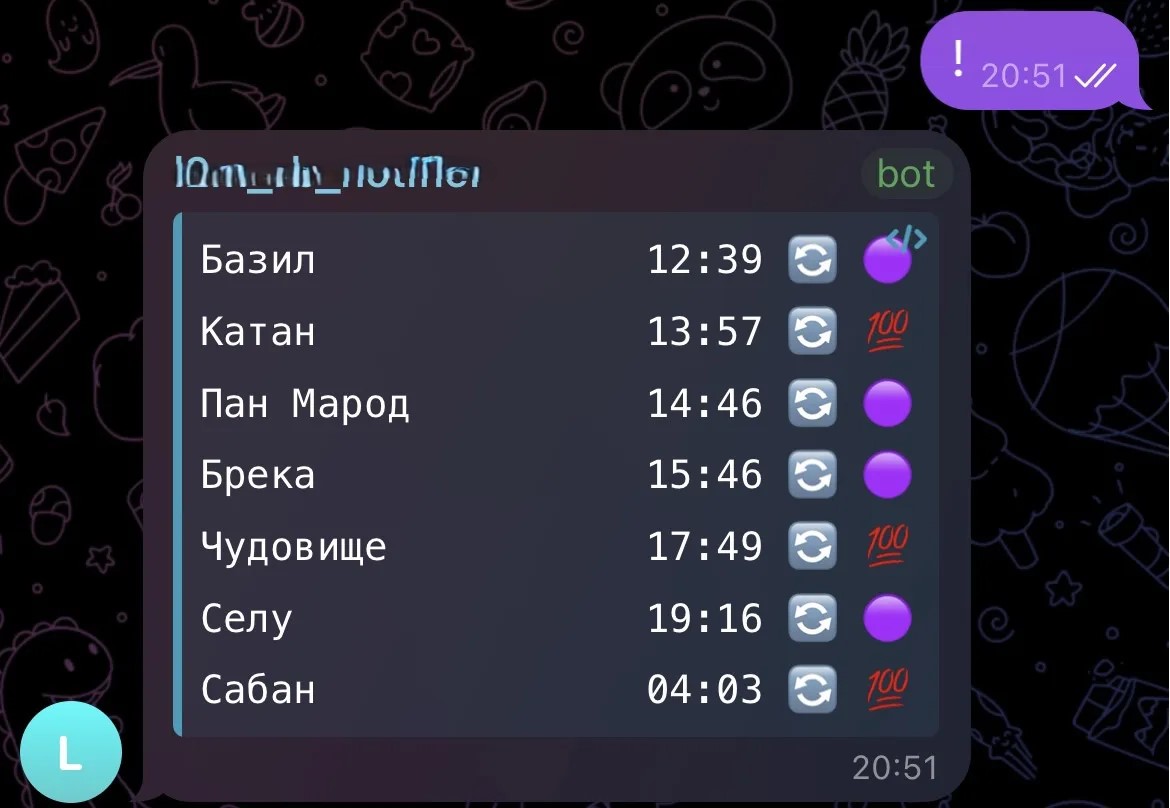 ! 20:51
bot
Базил 12:39 🔄 🟣
Катан 13:57 🔄 💯
Пан Марод 14:46 🔄 🟣
Брека 15:46 🔄 🟣
Чудовище 17:49 🔄 💯
Селу 19:16 🔄 🟣
Сабан 04:03 🔄 💯
L
20:51